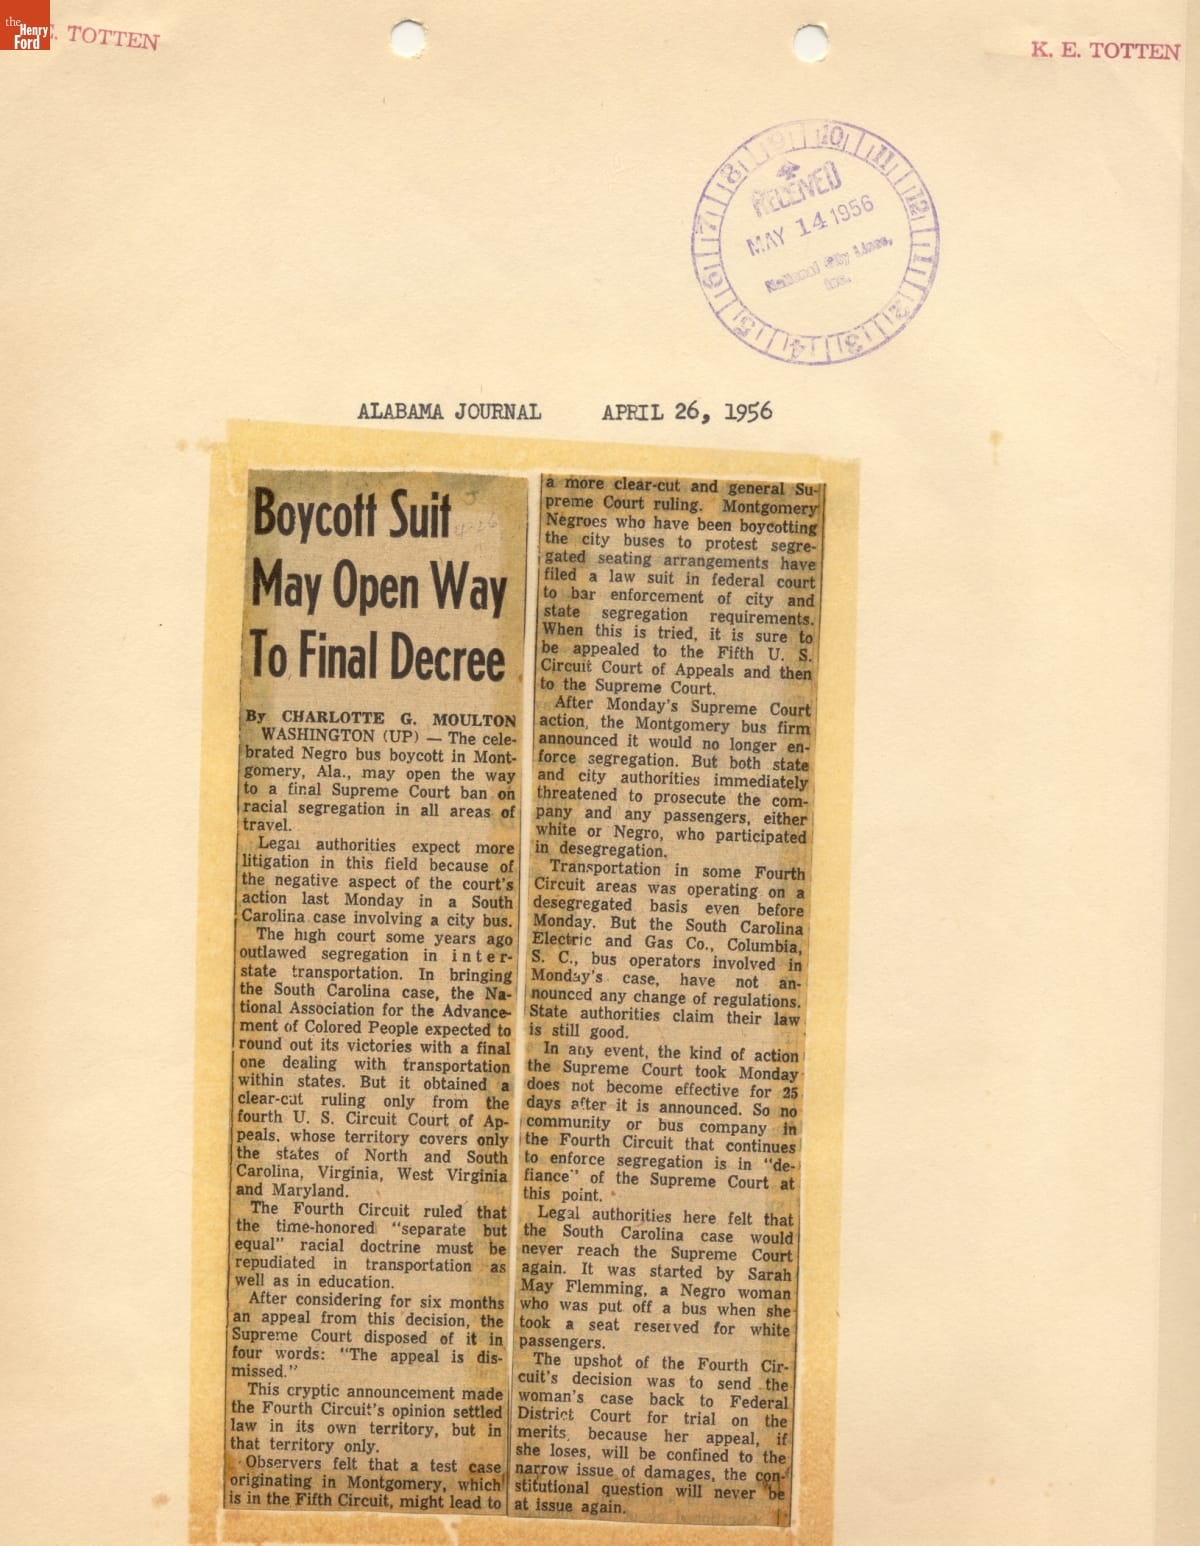 the
Henry
Ford
E. TOTTEN
K. E. TOTTEN
9 10 11 12 1 2 3 4 5 6 7 8
RECEIVED
MAY 14 1956
National City Lines,
Inc.
ALABAMA JOURNAL APRIL 26, 1956
Boycott Suit
May Open Way
To Final Decree
J
4-26
By CHARLOTTE G. MOULTON
WASHINGTON (UP) — The cele-
brated Negro bus boycott in Mont-
gomery, Ala., may open the way
to a final Supreme Court ban on
racial segregation in all areas of
travel.
Legal authorities expect more
litigation in this field because of
the negative aspect of the court's
action last Monday in a South
Carolina case involving a city bus.
The high court some years ago
outlawed segregation in inter-
state transportation. In bringing
the South Carolina case, the Na-
tional Association for the Advance-
ment of Colored People expected to
round out its victories with a final
one dealing with transportation
within states. But it obtained a
clear-cut ruling only from the
fourth U. S. Circuit Court of Ap-
peals, whose territory covers only
the states of North and South
Carolina, Virginia, West Virginia
and Maryland.
The Fourth Circuit ruled that
the time-honored "separate but
equal" racial doctrine must be
repudiated in transportation as
well as in education.
After considering for six months
an appeal from this decision, the
Supreme Court disposed of it in
four words: "The appeal is dis-
missed."
This cryptic announcement made
the Fourth Circuit's opinion settled
law in its own territory, but in
that territory only.
Observers felt that a test case
originating in Montgomery, which
is in the Fifth Circuit, might lead to
a more clear-cut and general Su-
preme Court ruling. Montgomery
Negroes who have been boycotting
the city buses to protest segre-
gated seating arrangements have
filed a law suit in federal court
to bar enforcement of city and
state segregation requirements.
When this is tried, it is sure to
be appealed to the Fifth U. S.
Circuit Court of Appeals and then
to the Supreme Court.
After Monday's Supreme Court
action, the Montgomery bus firm
announced it would no longer en-
force segregation. But both state
and city authorities immediately
threatened to prosecute the com-
pany and any passengers, either
white or Negro, who participated
in desegregation.
Transportation in some Fourth
Circuit areas was operating on a
desegregated basis even before
Monday. But the South Carolina
Electric and Gas Co., Columbia,
S. C., bus operators involved in
Monday's case, have not an-
nounced any change of regulations.
State authorities claim their law
is still good.
In any event, the kind of action
the Supreme Court took Monday
does not become effective for 25
days after it is announced. So no
community or bus company in
the Fourth Circuit that continues
to enforce segregation is in "de-
fiance" of the Supreme Court at
this point.
Legal authorities here felt that
the South Carolina case would
never reach the Supreme Court
again. It was started by Sarah
May Flemming, a Negro woman
who was put off a bus when she
took a seat reserved for white
passengers.
The upshot of the Fourth Cir-
cuit's decision was to send the
woman's case back to Federal
District Court for trial on the
merits, because her appeal, if
she loses, will be confined to the
narrow issue of damages, the con-
stitutional question will never be
at issue again.